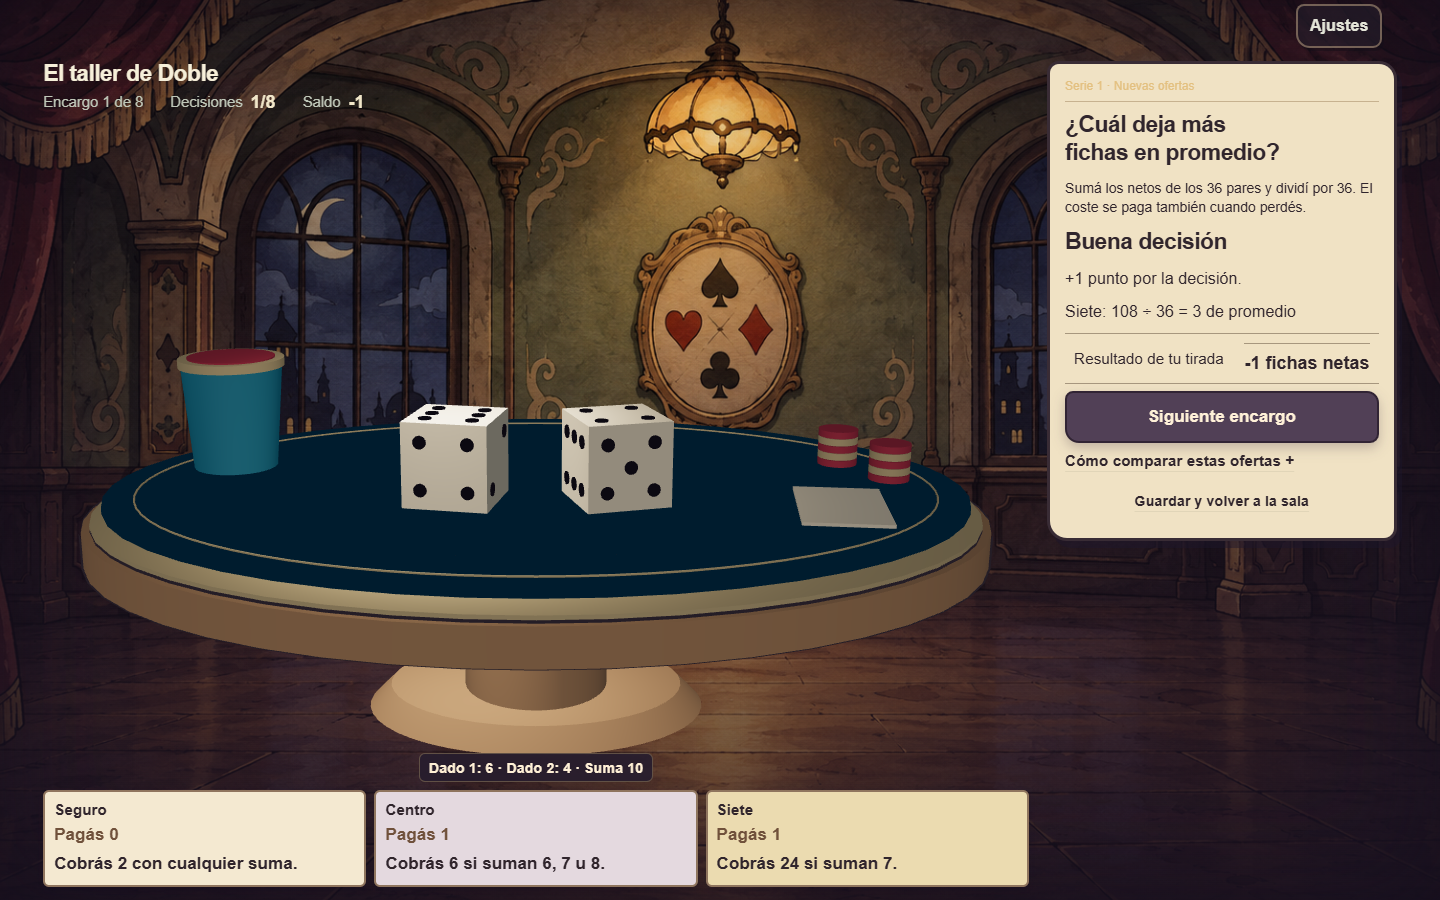 Ajustes
El taller de Doble
Encargo 1 de 8 Decisiones 1/8 Saldo -1
Serie 1 · Nuevas ofertas
¿Cuál deja más
fichas en promedio?
Sumá los netos de los 36 pares y dividí por 36. El
coste se paga también cuando perdés.
Buena decisión
+1 punto por la decisión.
Siete: 108 ÷ 36 = 3 de promedio
Resultado de tu tirada -1 fichas netas
Siguiente encargo
Cómo comparar estas ofertas +
Guardar y volver a la sala
Dado 1: 6 · Dado 2: 4 · Suma 10
Seguro
Pagás 0
Cobrás 2 con cualquier suma.
Centro
Pagás 1
Cobrás 6 si suman 6, 7 u 8.
Siete
Pagás 1
Cobrás 24 si suman 7.